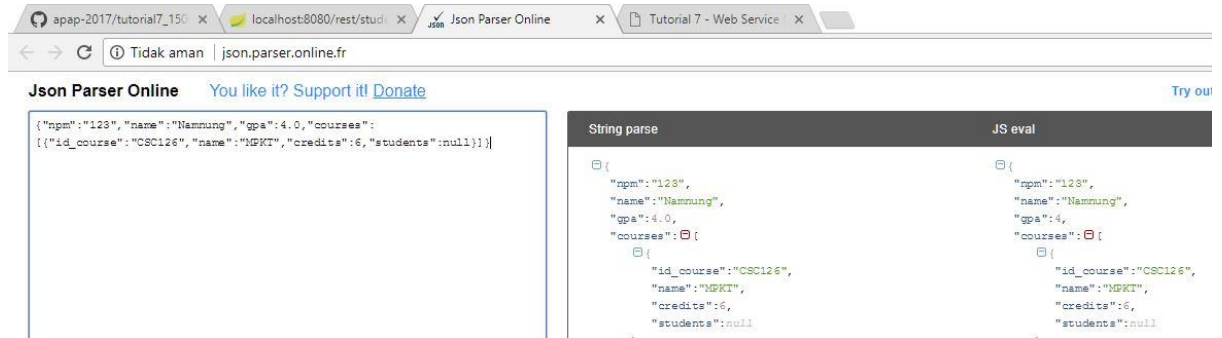 apap-2017/tutorial7_150
localhost:8080/rest/stud
Json Parser Online
Tutorial 7 - Web Service
Tidak aman | json.parser.online.fr
Json Parser Online You like it? Support it! Donate
Try out
{"npm":"123","name":"Namnung","gpa":4.0,"courses":
[{"id_course":"CSC126","name":"MPKT","credits":6,"students":null}]}
String parse
{
"npm":"123",
"name":"Namnung",
"gpa":4.0,
"courses":[
{
"id_course":"CSC126",
"name":"MPKT",
"credits":6,
"students":null
JS eval
{
"npm":"123",
"name":"Namnung",
"gpa":4,
"courses":[
{
"id_course":"CSC126",
"name":"MPKT",
"credits":6,
"students":null